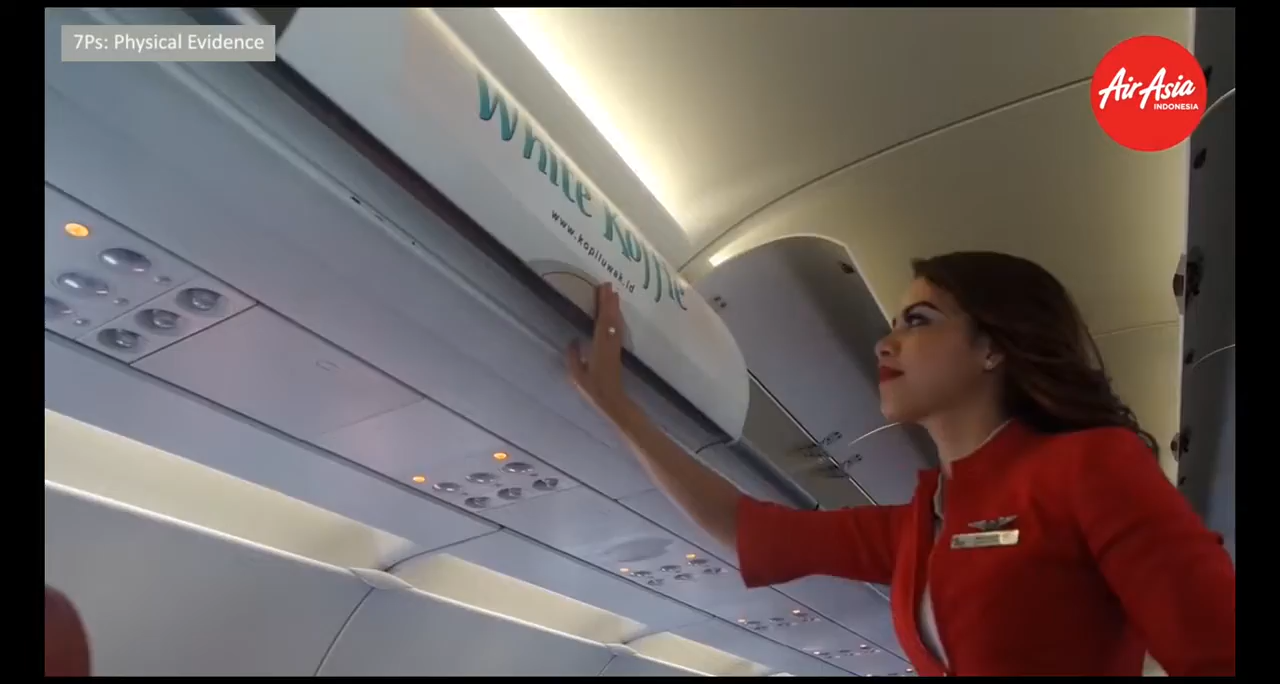 7Ps: Physical Evidence
AirAsia
INDONESIA
White Koffie
www.kopiluwak.id